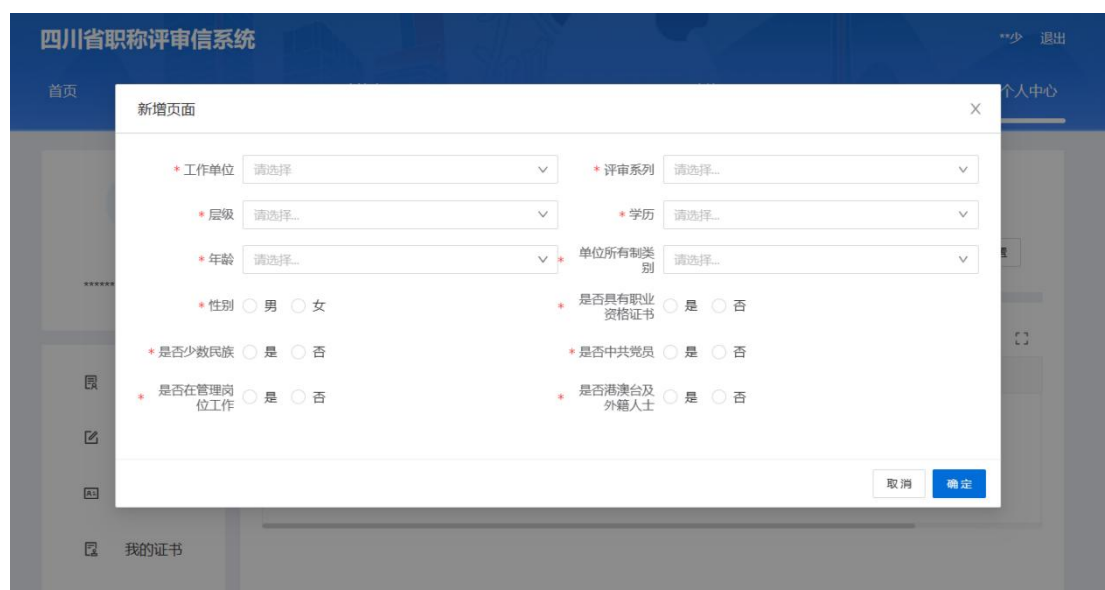 四川省职称评审信系统
**少 退出
首页
个人中心
新增页面
* 工作单位 请选择
* 评审系列 请选择...
* 层级 请选择...
* 学历 请选择...
* 年龄 请选择...
* 单位所有制类
别 请选择...
* 性别 男 女
* 是否具有职业
资格证书 是 否
* 是否少数民族 是 否
* 是否中共党员 是 否
* 是否在管理岗
位工作 是 否
* 是否港澳台及
外籍人士 是 否
******
取消 确定
我的证书